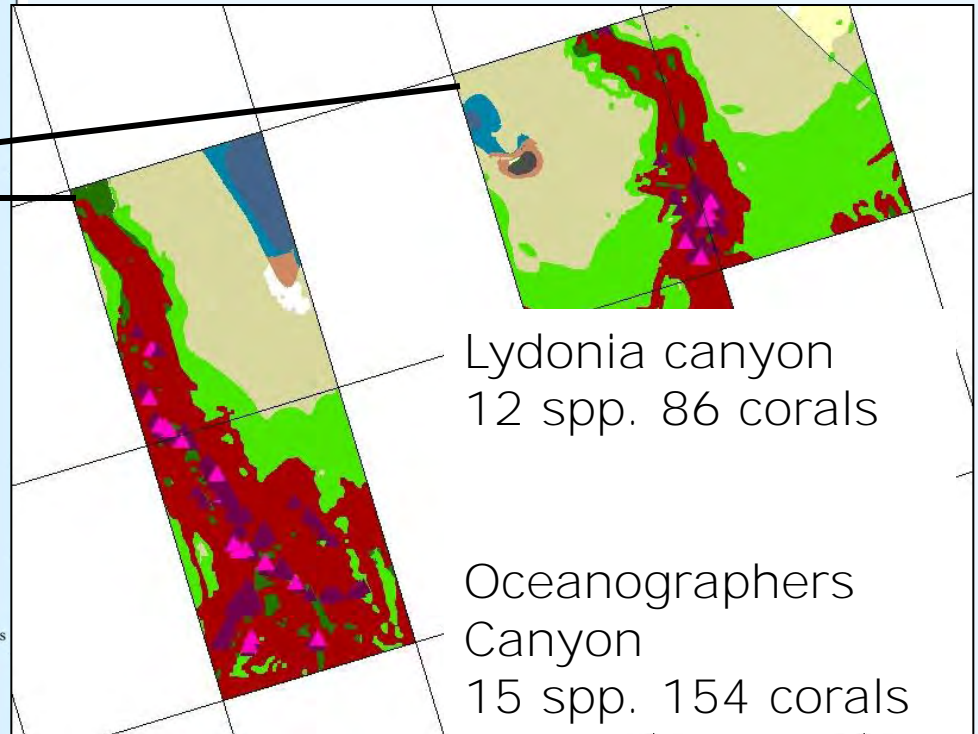 Lydonia canyon
12 spp. 86 corals
Oceanographers
Canyon
15 spp. 154 corals